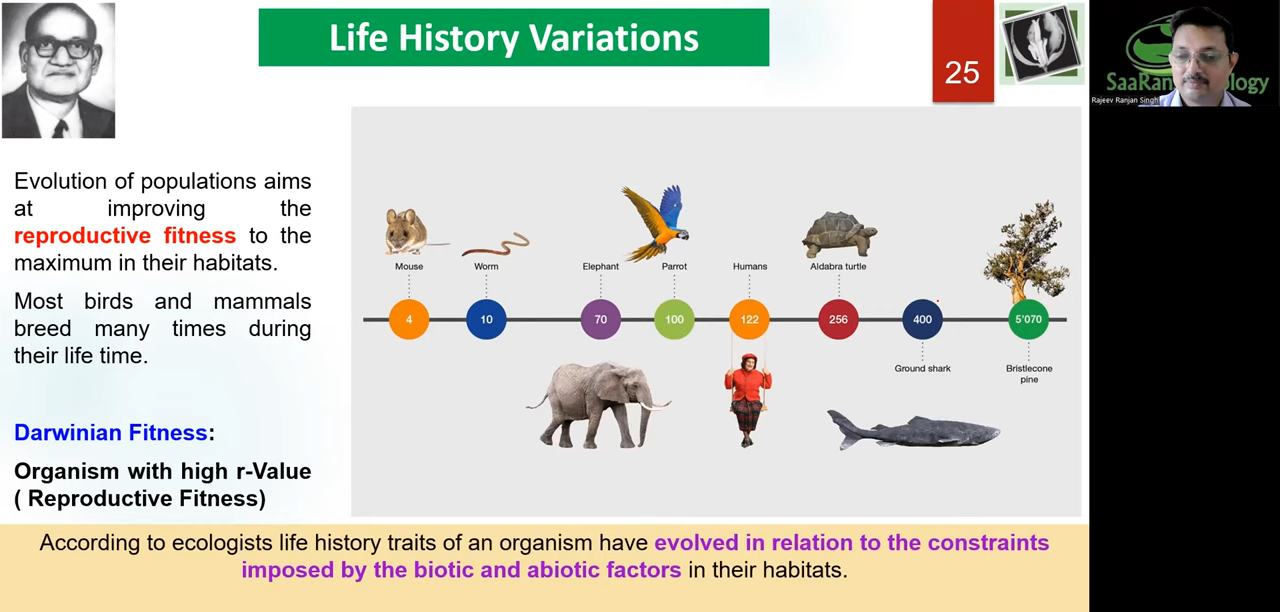 Life History Variations
25
SaaRan
ology
Rajeev Ranjan Singh
Evolution of populations aims
at improving the
reproductive fitness to the
maximum in their habitats.
Most birds and mammals
breed many times during
their life time.
Darwinian Fitness:
Organism with high r-Value
( Reproductive Fitness)
Mouse
Worm
Elephant
Parrot
Humans
Aldabra turtle
4
10
70
100
122
256
400
5'070
Ground shark
Bristlecone
pine
According to ecologists life history traits of an organism have evolved in relation to the constraints
imposed by the biotic and abiotic factors in their habitats.